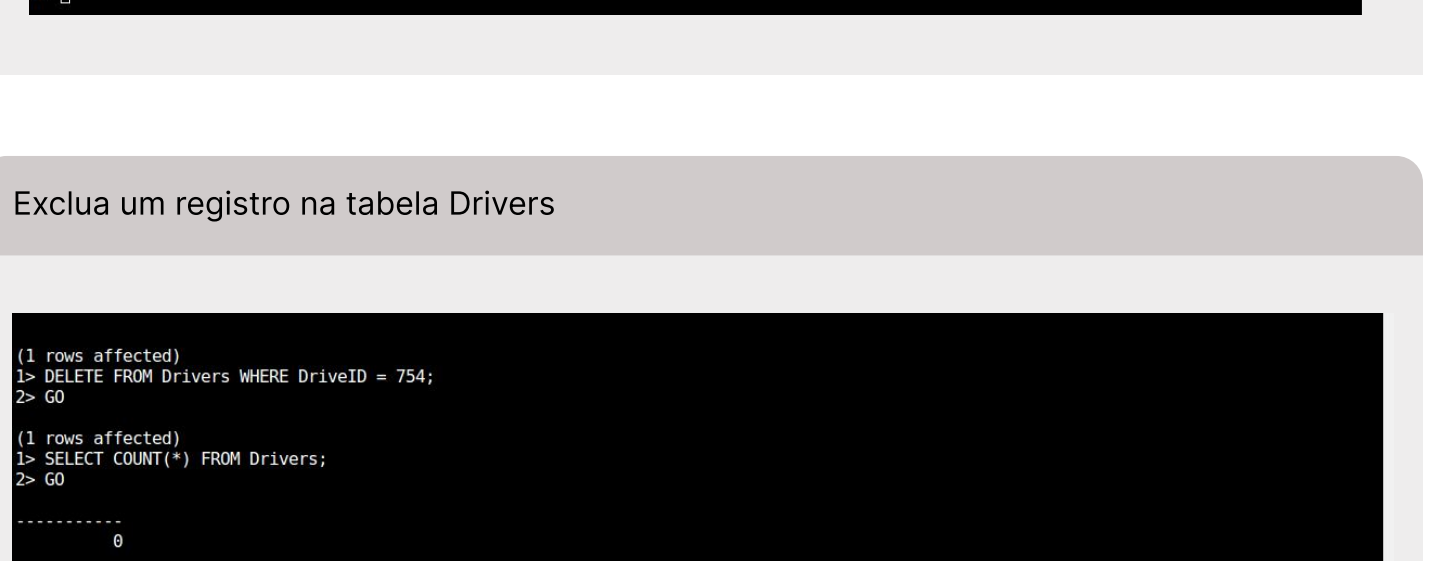 Exclua um registro na tabela Drivers
(1 rows affected)
1> DELETE FROM Drivers WHERE DriveID = 754;
2> GO
(1 rows affected)
1> SELECT COUNT(*) FROM Drivers;
2> GO
-----------
0